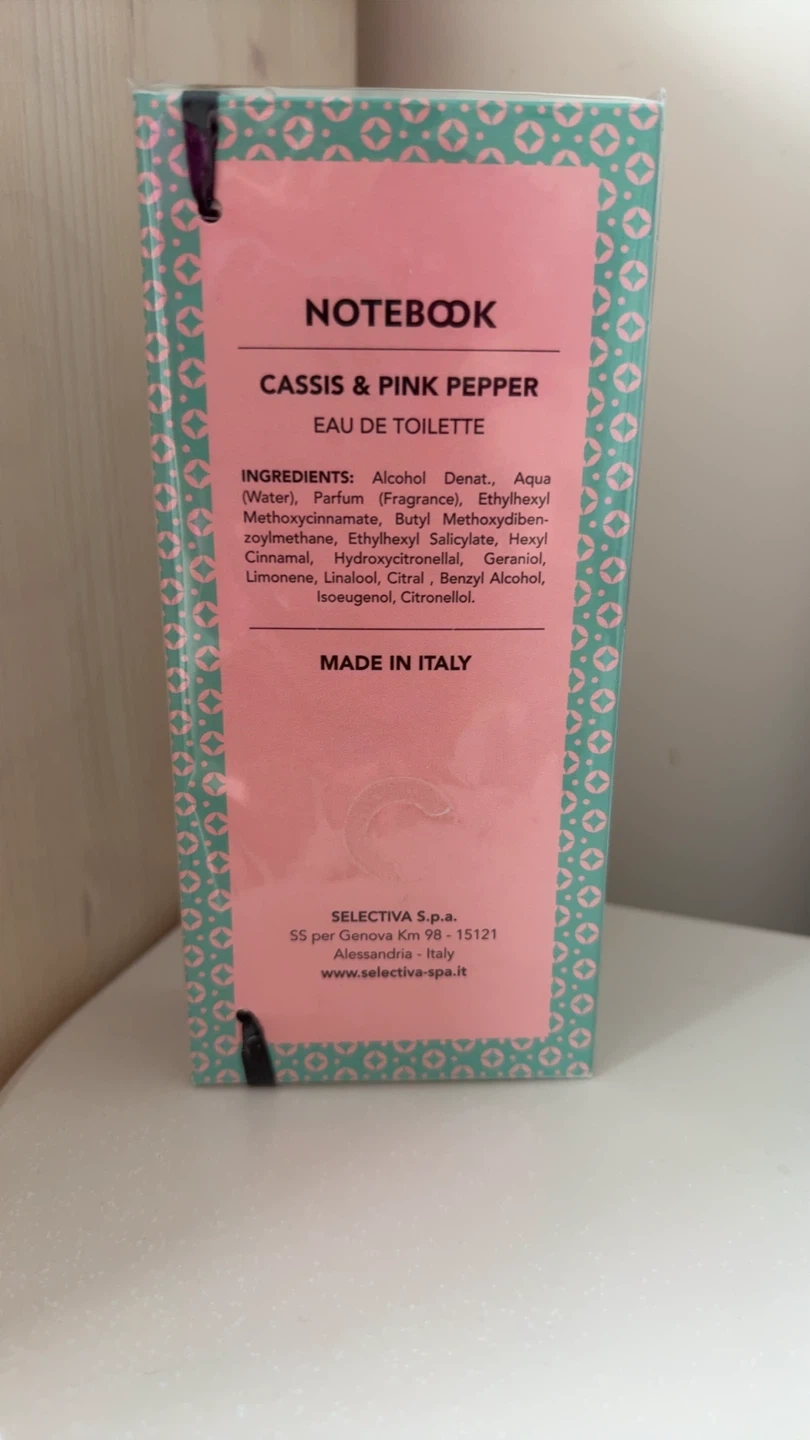 NOTEBOOK
CASSIS & PINK PEPPER
EAU DE TOILETTE
INGREDIENTS: Alcohol Denat., Aqua
(Water), Parfum (Fragrance), Ethylhexyl
Methoxycinnamate, Butyl Methoxydiben-
zoylmethane, Ethylhexyl Salicylate, Hexyl
Cinnamal, Hydroxycitronellal, Geraniol,
Limonene, Linalool, Citral , Benzyl Alcohol,
Isoeugenol, Citronellol.
MADE IN ITALY
SELECTIVA S.p.a.
SS per Genova Km 98 - 15121
Alessandria - Italy
www.selectiva-spa.it